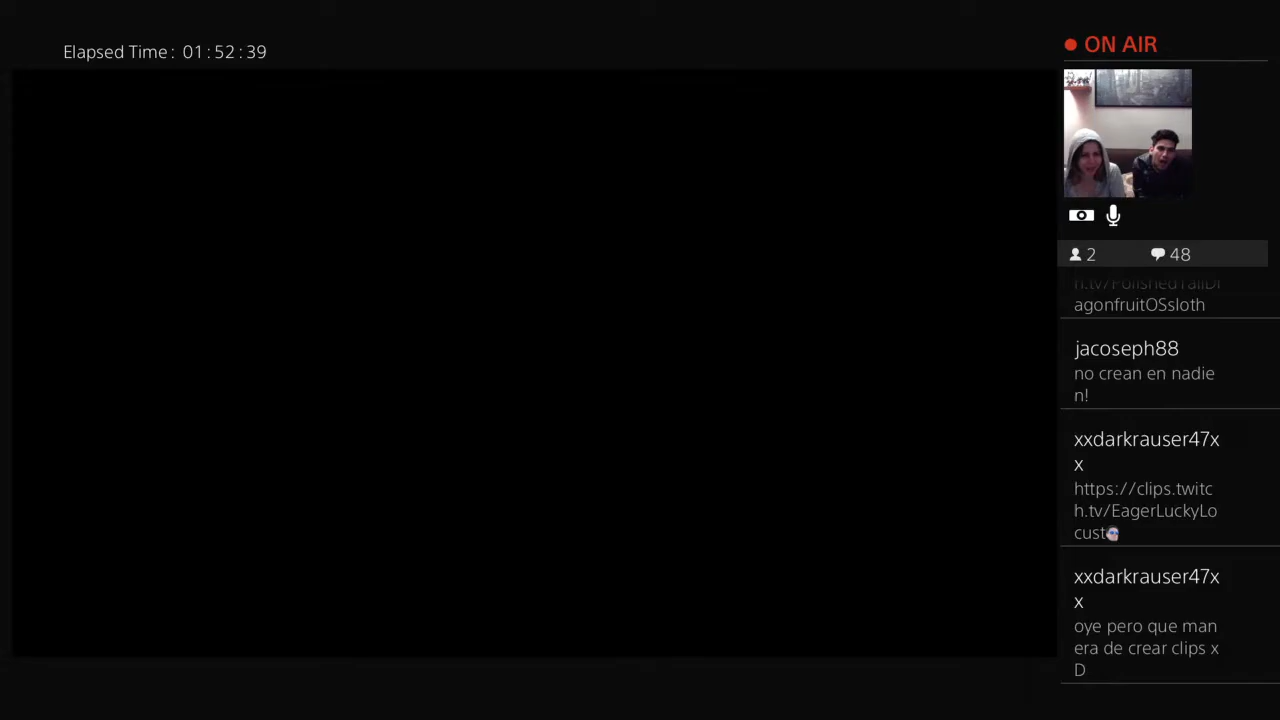 Elapsed Time: 01:52:39
ON AIR
2 48
agonfruitOSsloth
jacoseph88
no crean en nadie
n!
xxdarkrauser47x
x
https://clips.twitc
h.tv/EagerLuckyLo
cust
xxdarkrauser47x
x
oye pero que man
era de crear clips x
D